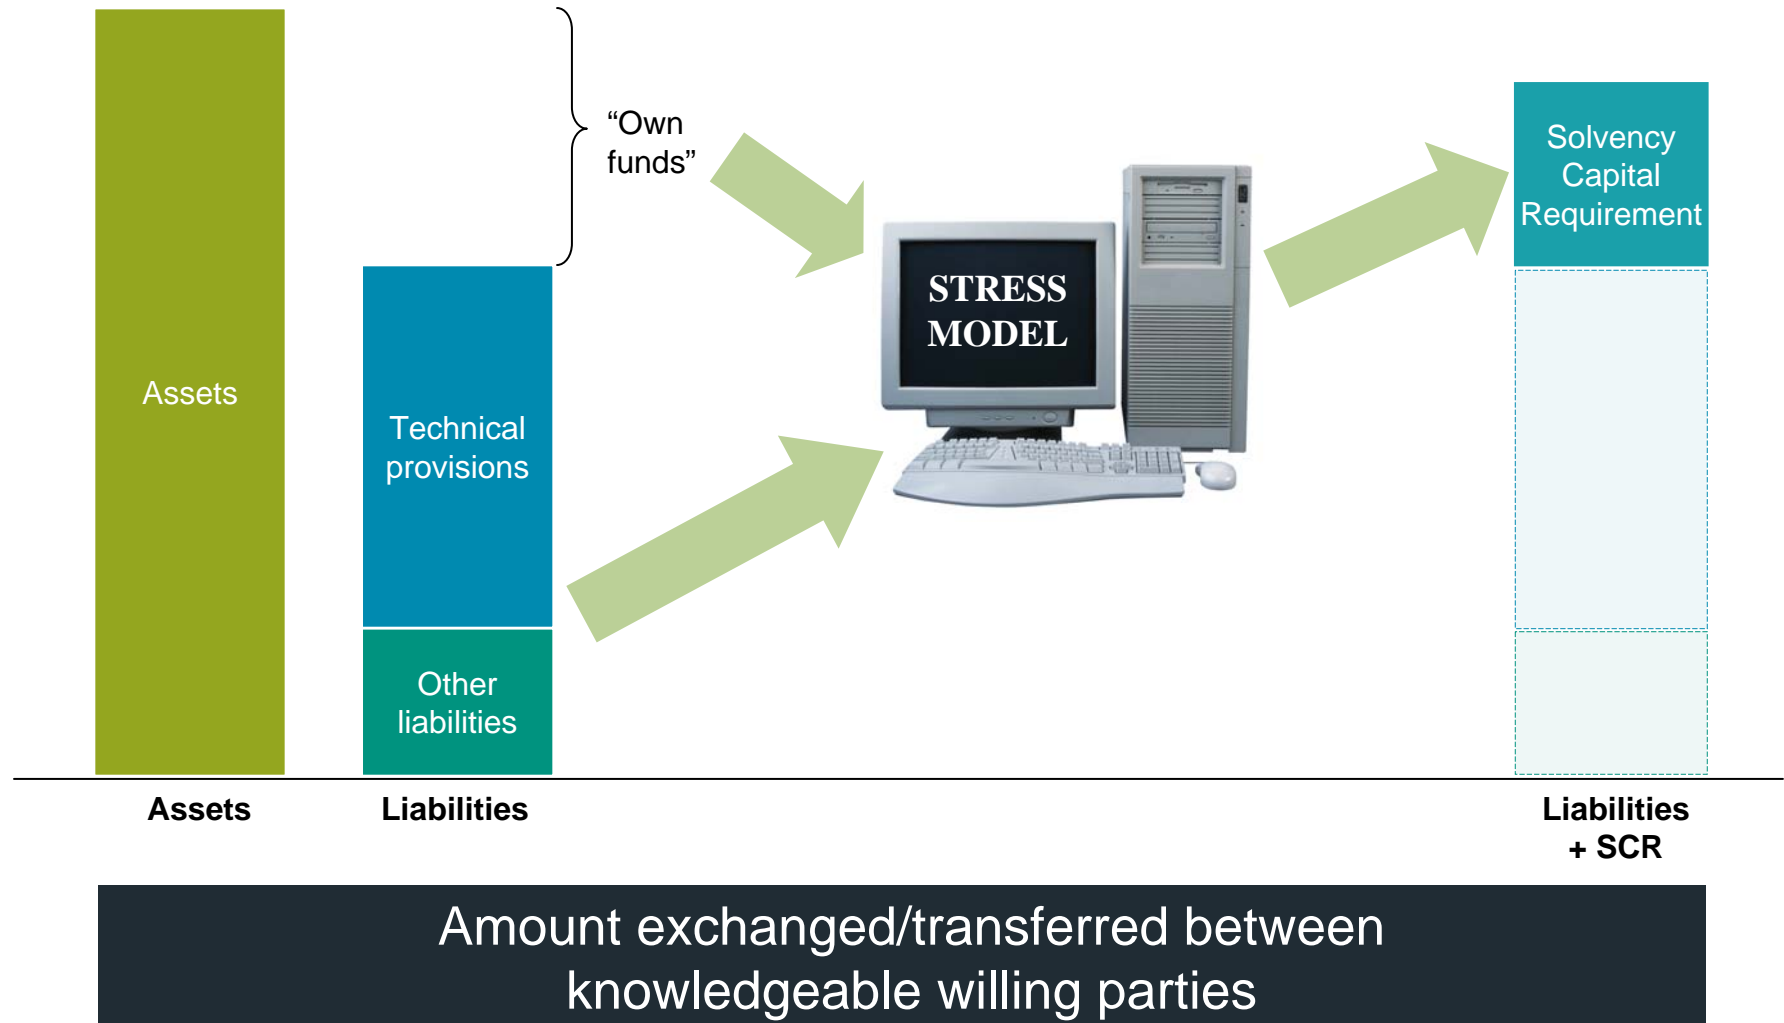 “Own
funds”
Solvency
Capital
Requirement
STRESS
MODEL
Assets
Technical
provisions
Other
liabilities
Assets
Liabilities
Liabilities
+ SCR
Amount exchanged/transferred between
knowledgeable willing parties